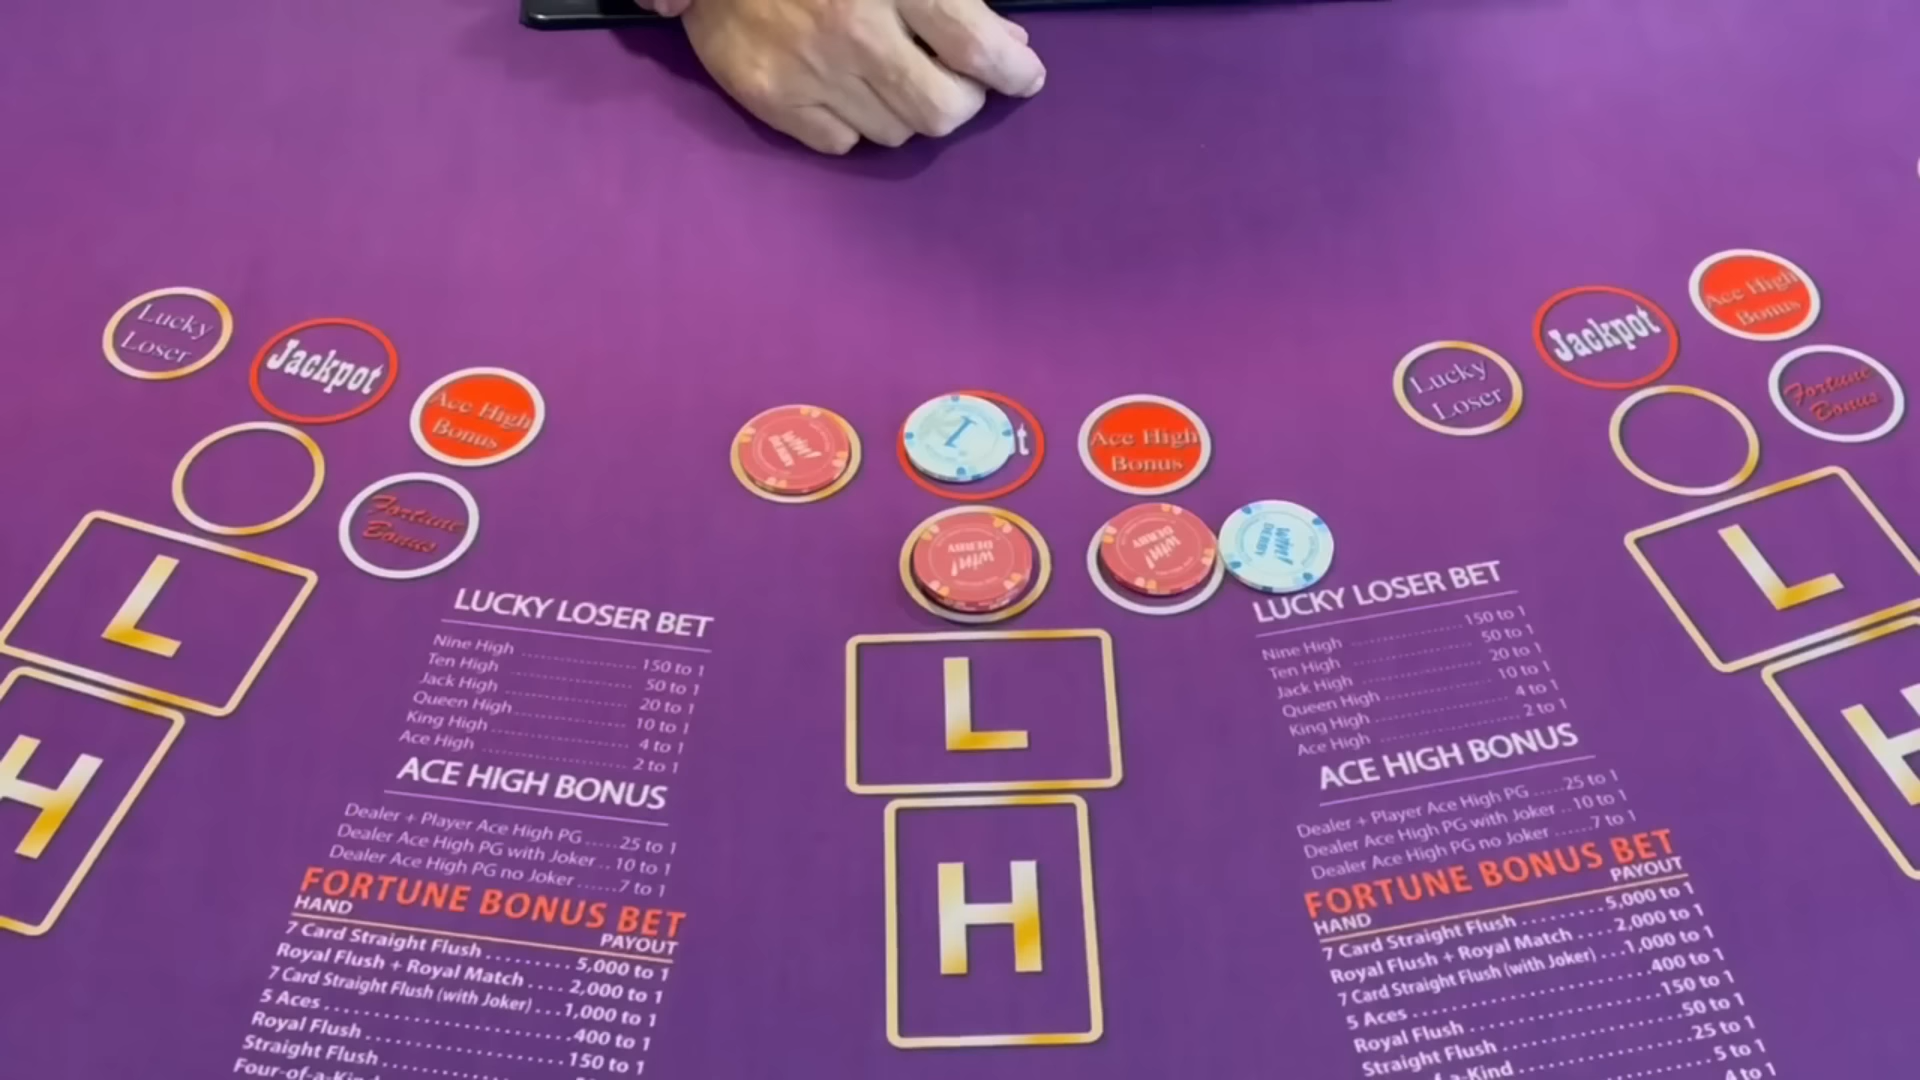 Lucky
Loser
Jackpot
Ace High
Bonus
Fortune
Bonus
L
H
LUCKY LOSER BET
Nine High 150 to 1
Ten High 50 to 1
Jack High 20 to 1
Queen High 10 to 1
King High 4 to 1
Ace High 2 to 1
ACE HIGH BONUS
Dealer + Player Ace High PG ..... 25 to 1
Dealer Ace High PG with Joker .. 10 to 1
Dealer Ace High PG no Joker ...... 7 to 1
FORTUNE BONUS BET
HAND PAYOUT
7 Card Straight Flush ......... 5,000 to 1
Royal Flush + Royal Match .... 2,000 to 1
7 Card Straight Flush (with Joker) ... 1,000 to 1
5 Aces 400 to 1
Royal Flush 150 to 1
Straight Flush
1
t
Ace High
Bonus
WIN!
DERBY
WIN!
DERBY
WIN!
DERBY
WIN!
DERBY
L
H
Lucky
Loser
Jackpot
Ace High
Bonus
Fortune
Bonus
L
H
LUCKY LOSER BET
Nine High 150 to 1
Ten High 50 to 1
Jack High 20 to 1
Queen High 10 to 1
King High 4 to 1
Ace High 2 to 1
ACE HIGH BONUS
Dealer + Player Ace High PG ..... 25 to 1
Dealer Ace High PG with Joker .. 10 to 1
Dealer Ace High PG no Joker ...... 7 to 1
FORTUNE BONUS BET
HAND PAYOUT
7 Card Straight Flush ......... 5,000 to 1
Royal Flush + Royal Match .... 2,000 to 1
7 Card Straight Flush (with Joker) ... 1,000 to 1
5 Aces 400 to 1
Royal Flush 150 to 1
Straight Flush 50 to 1
f-a-Kind 25 to 1
5 to 1
4 to 1